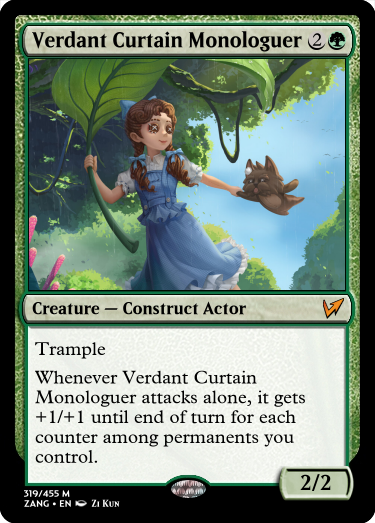 Verdant Curtain Monologuer 2
Creature — Construct Actor
Trample
Whenever Verdant Curtain
Monologuer attacks alone, it gets
+1/+1 until end of turn for each
counter among permanents you
control.
2/2
319/455 M
ZANG • EN Zi Kun